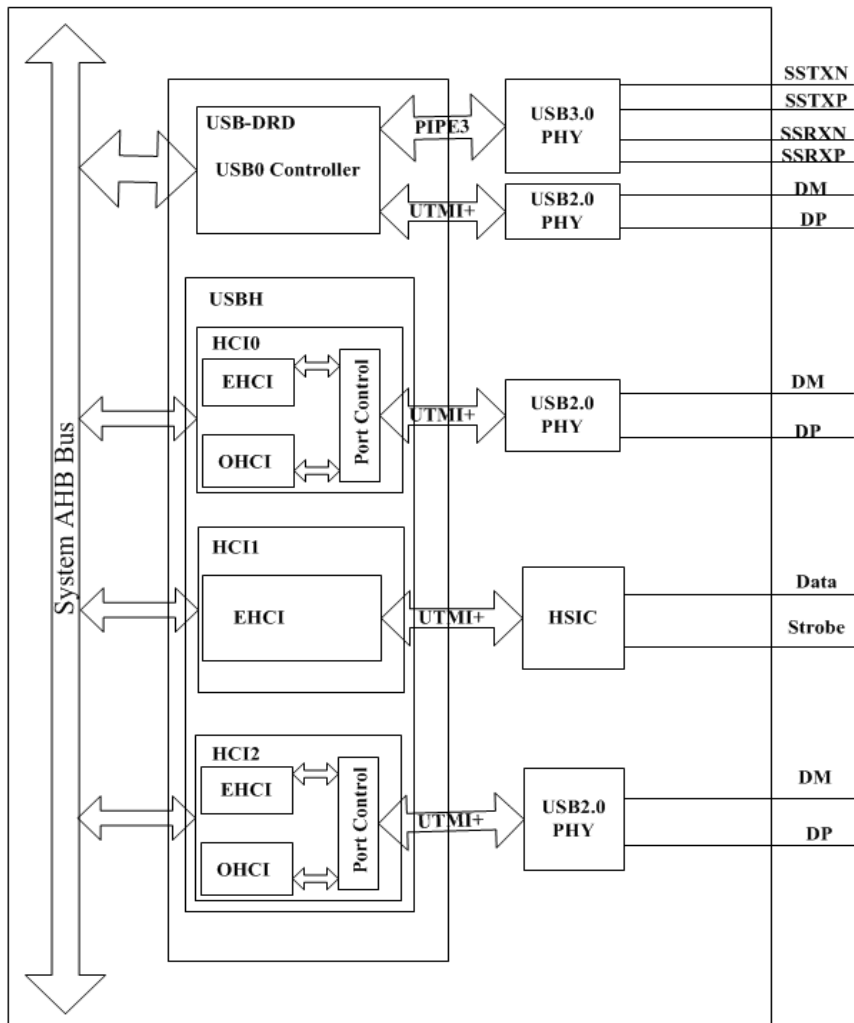 System AHB Bus
USB-DRD
USB0 Controller
PIPE3
UTMI+
USB3.0
PHY
USB2.0
PHY
SSTXN
SSTXP
SSRXN
SSRXP
DM
DP
USBH
HCI0
EHCI
OHCI
Port Control
UTMI+
USB2.0
PHY
DM
DP
HCI1
EHCI
UTMI+
HSIC
Data
Strobe
HCI2
EHCI
OHCI
Port Control
UTMI+
USB2.0
PHY
DM
DP